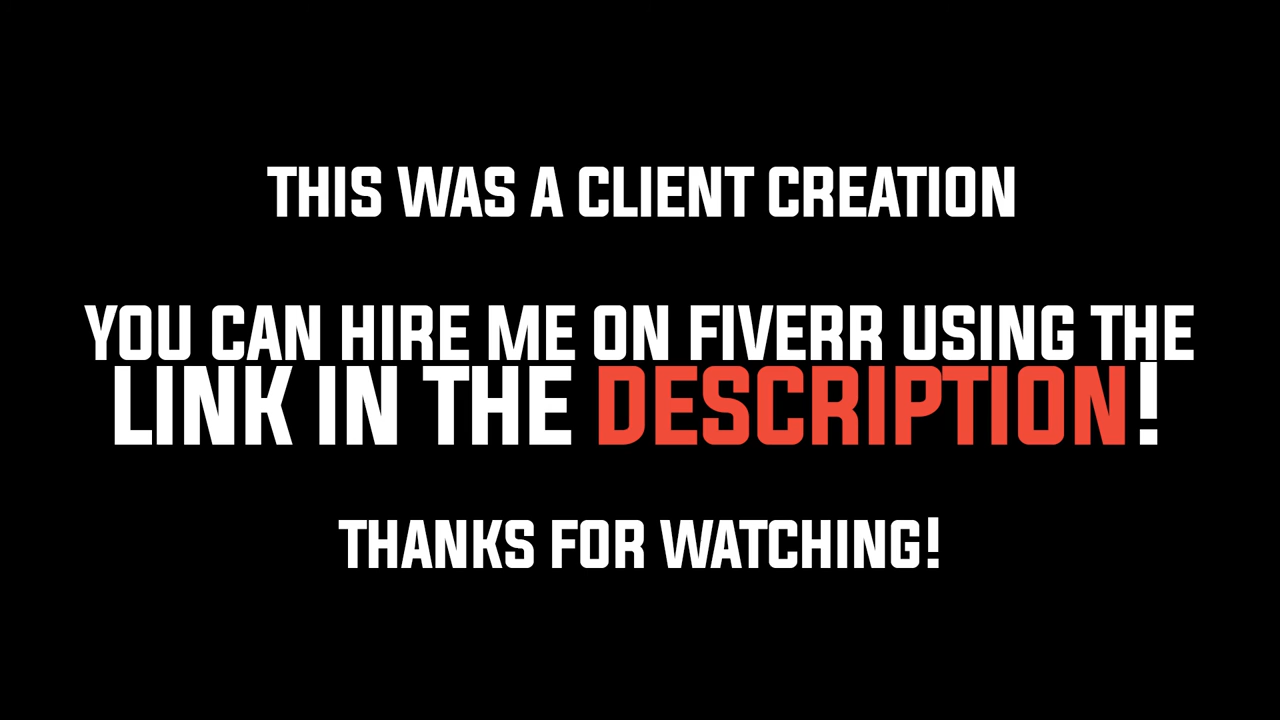 THIS WAS A CLIENT CREATION
YOU CAN HIRE ME ON FIVERR USING THE
LINK IN THE DESCRIPTION!
THANKS FOR WATCHING!